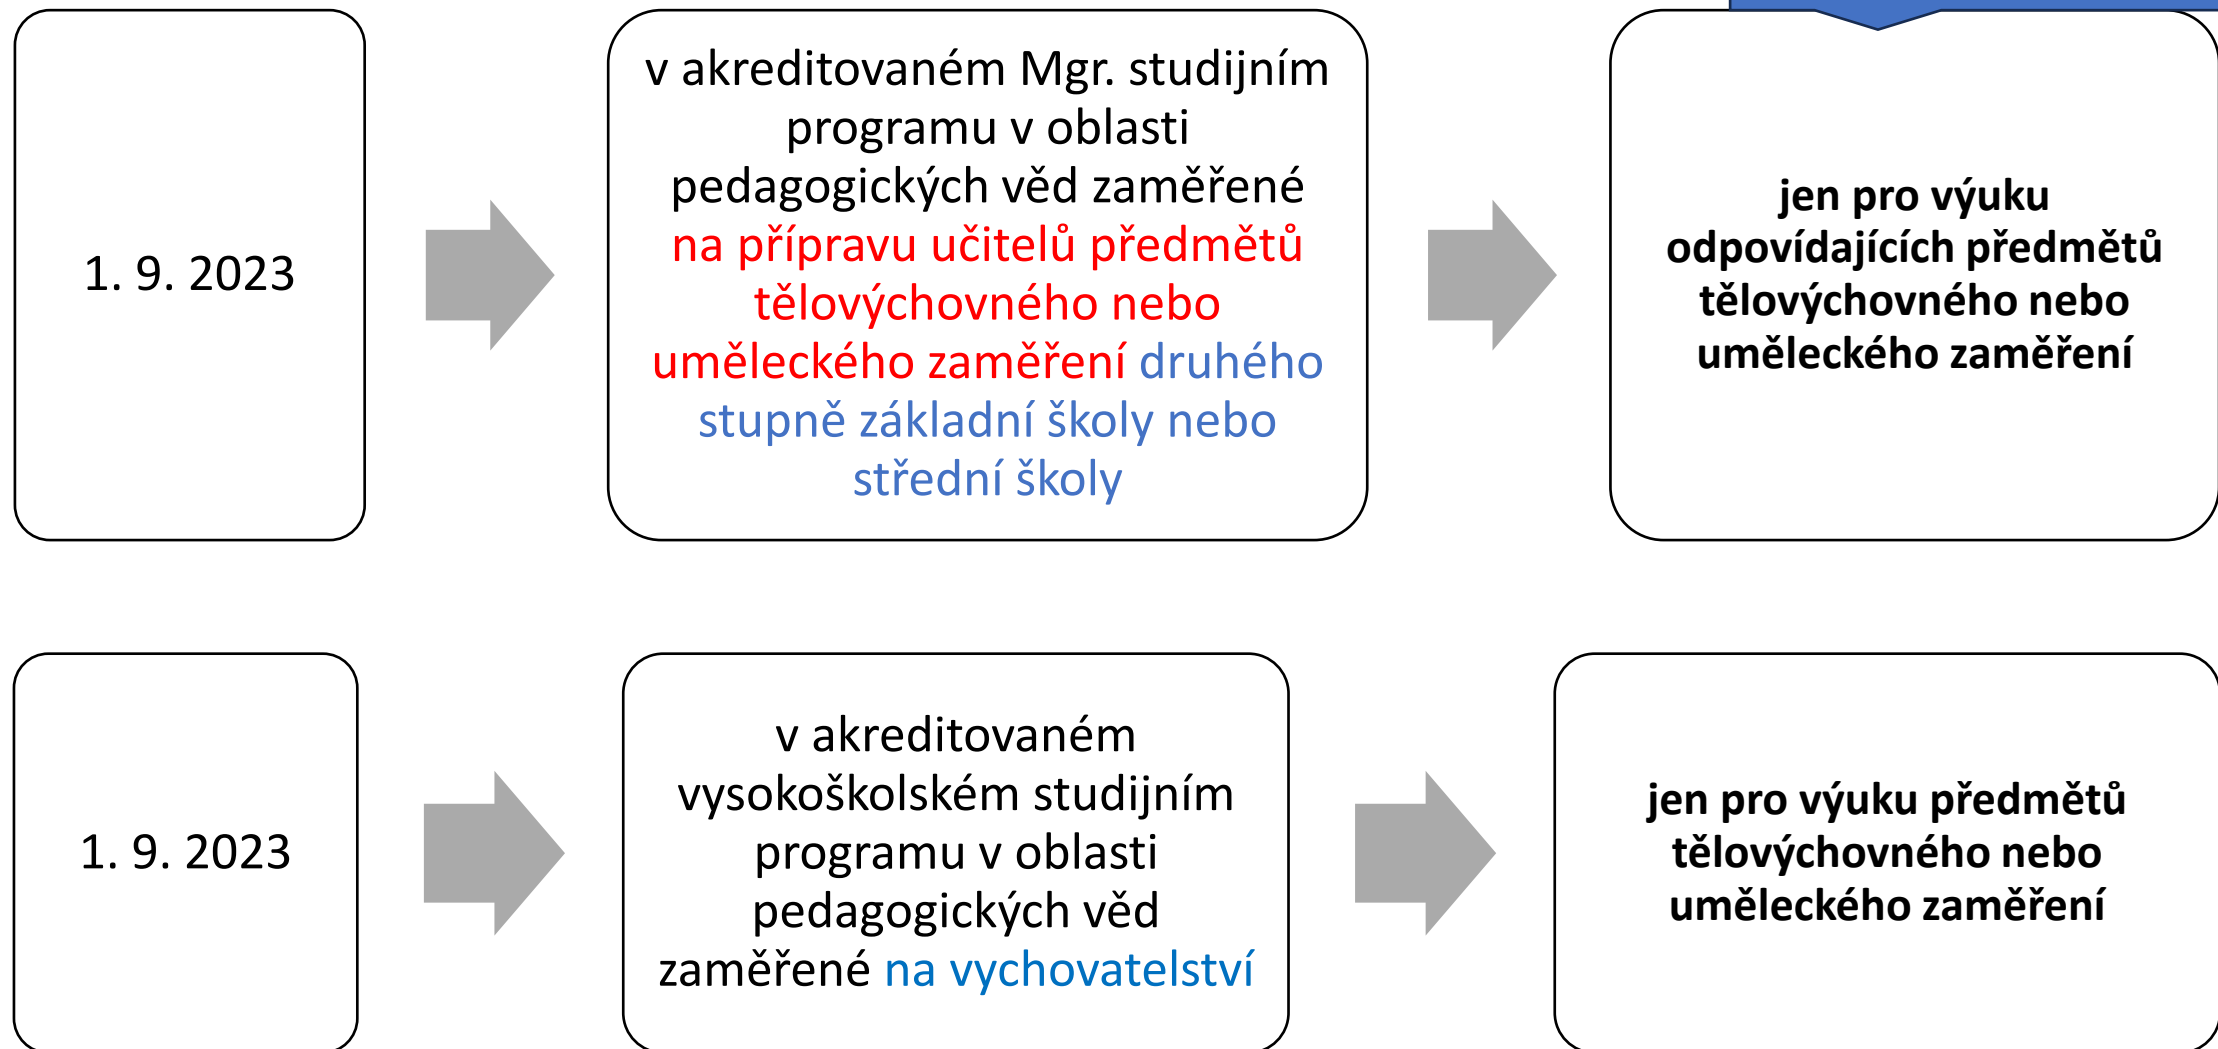 1. 9. 2023
v akreditovaném Mgr. studijním
programu v oblasti
pedagogických věd zaměřené
na přípravu učitelů předmětů
tělovýchovného nebo
uměleckého zaměření druhého
stupně základní školy nebo
střední školy
jen pro výuku
odpovídajících předmětů
tělovýchovného nebo
uměleckého zaměření
1. 9. 2023
v akreditovaném
vysokoškolském studijním
programu v oblasti
pedagogických věd
zaměřené na vychovatelství
jen pro výuku předmětů
tělovýchovného nebo
uměleckého zaměření